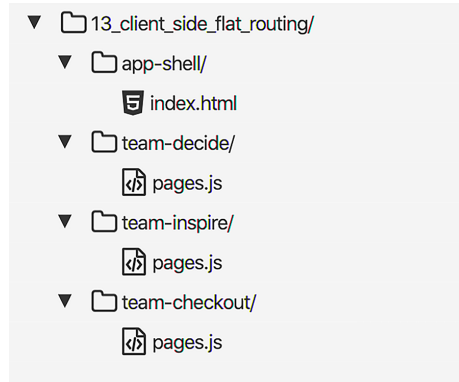 13_client_side_flat_routing/
app-shell/
index.html
team-decide/
pages.js
team-inspire/
pages.js
team-checkout/
pages.js